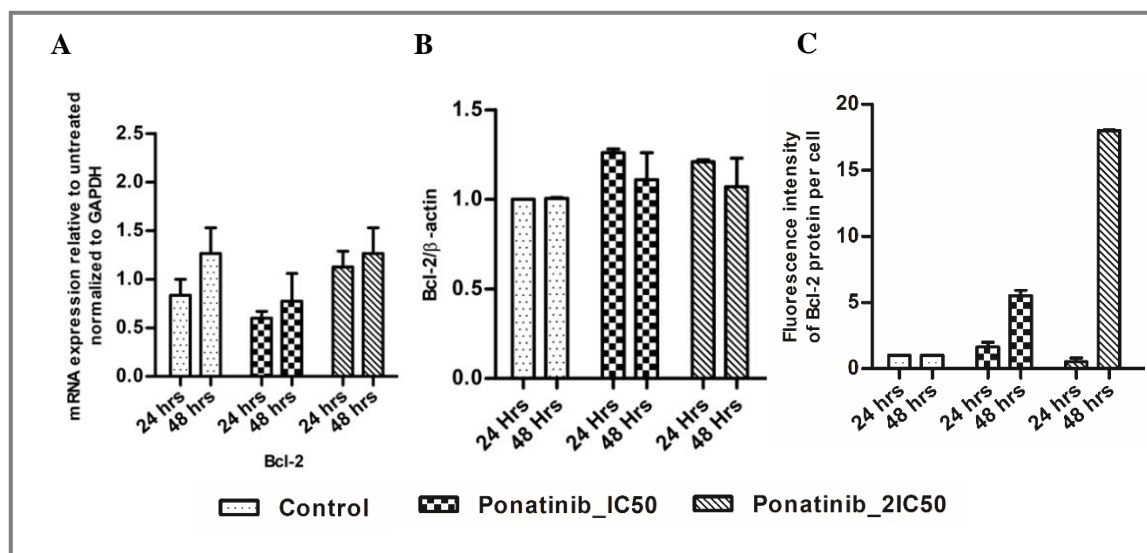 A
mRNA expression relative to untreated
normalized to GAPDH
2.5
2.0
1.5
1.0
0.5
0.0
24 hrs
48 hrs
24 hrs
48 hrs
24 hrs
48 hrs
Bcl-2
B
Bcl-2/β -actin
1.5
1.0
0.5
0.0
24 Hrs
48 Hrs
24 Hrs
48 Hrs
24 Hrs
48 Hrs
C
Fluorescence intensity
of Bcl-2 protein per cell
20
15
10
5
0
24 hrs
48 hrs
24 hrs
48 hrs
24 hrs
48 hrs
Control
Ponatinib_IC50
Ponatinib_2IC50